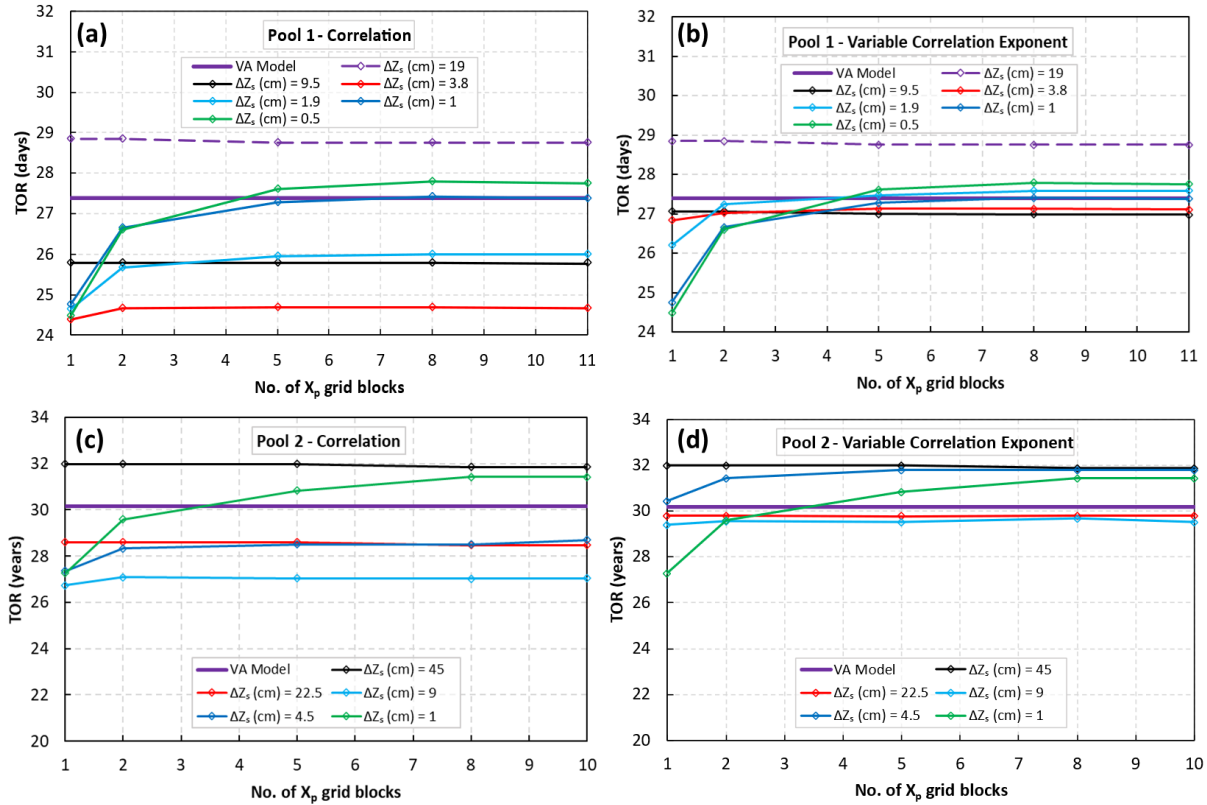 (a)
Pool 1 - Correlation
VA Model
ΔZₛ (cm) = 19
ΔZₛ (cm) = 9.5
ΔZₛ (cm) = 3.8
ΔZₛ (cm) = 1.9
ΔZₛ (cm) = 1
ΔZₛ (cm) = 0.5
TOR (days)
32
31
30
29
28
27
26
25
24
1 2 3 4 5 6 7 8 9 10 11
No. of Xₚ grid blocks
(b)
Pool 1 - Variable Correlation Exponent
VA Model
ΔZₛ (cm) = 19
ΔZₛ (cm) = 9.5
ΔZₛ (cm) = 3.8
ΔZₛ (cm) = 1.9
ΔZₛ (cm) = 1
ΔZₛ (cm) = 0.5
TOR (days)
32
31
30
29
28
27
26
25
24
1 2 3 4 5 6 7 8 9 10 11
No. of Xₚ grid blocks
(c)
Pool 2 - Correlation
TOR (years)
34
32
30
28
26
24
22
20
VA Model
ΔZₛ (cm) = 45
ΔZₛ (cm) = 22.5
ΔZₛ (cm) = 9
ΔZₛ (cm) = 4.5
ΔZₛ (cm) = 1
1 2 3 4 5 6 7 8 9 10
No. of Xₚ grid blocks
(d)
Pool 2 - Variable Correlation Exponent
TOR (years)
34
32
30
28
26
24
22
20
VA Model
ΔZₛ (cm) = 45
ΔZₛ (cm) = 22.5
ΔZₛ (cm) = 9
ΔZₛ (cm) = 4.5
ΔZₛ (cm) = 1
1 2 3 4 5 6 7 8 9 10
No. of Xₚ grid blocks